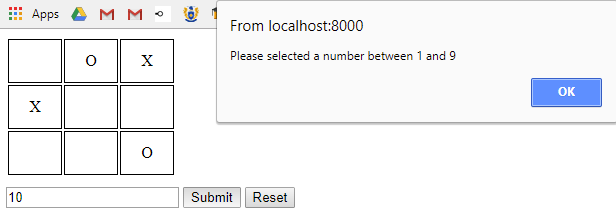 Apps
From localhost:8000
Please selected a number between 1 and 9
OK
O X
X
O
10 Submit Reset